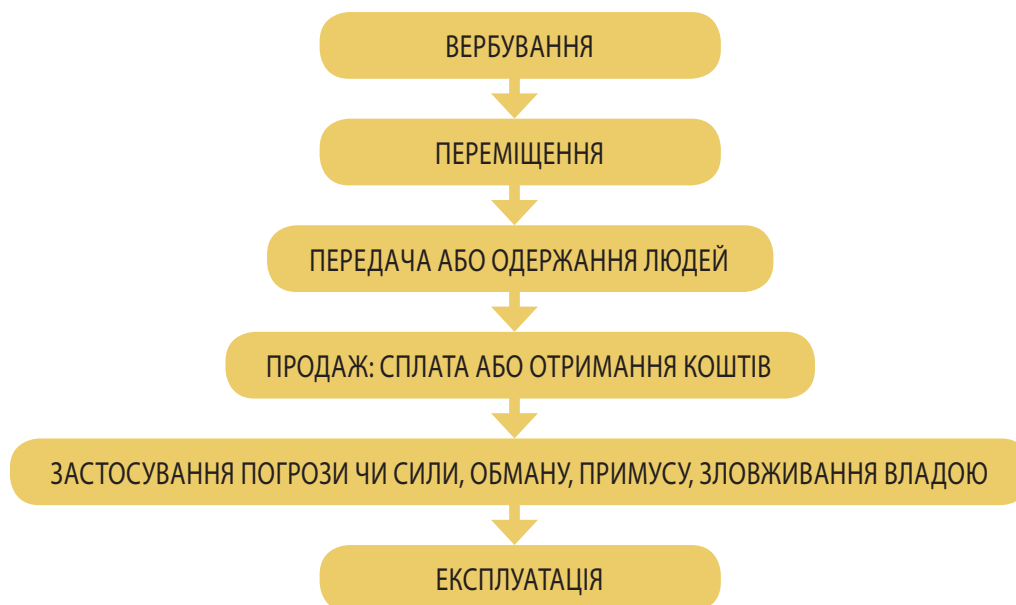 ВЕРБУВАННЯ
ПЕРЕМІЩЕННЯ
ПЕРЕДАЧА АБО ОДЕРЖАННЯ ЛЮДЕЙ
ПРОДАЖ: СПЛАТА АБО ОТРИМАННЯ КОШТІВ
ЗАСТОСУВАННЯ ПОГРОЗИ ЧИ СИЛИ, ОБМАНУ, ПРИМУСУ, ЗЛОВЖИВАННЯ ВЛАДОЮ
ЕКСПЛУАТАЦІЯ